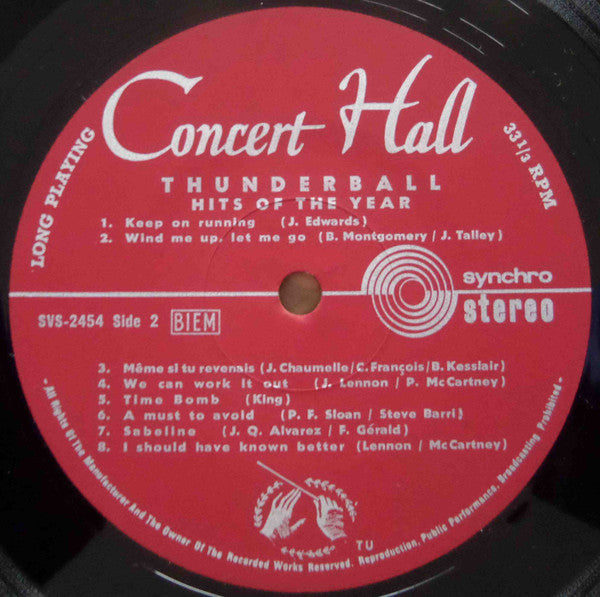 Concert Hall
LONG PLAYING
33 1/3 RPM
THUNDERBALL
HITS OF THE YEAR
1. Keep on running (J. Edwards)
2. Wind me up, let me go (B. Montgomery / J. Talley)
synchro
stereo
SVS-2454 Side 2 BIEM
3. Même si tu revenais (J. Chaumelle/C. François/B. Kesslair)
4. We can work it out (J. Lennon / P. McCartney)
5. Time Bomb (King)
6. A must to avoid (P. F. Sloan / Steve Barri)
7. Sabeline (J. Q. Alvarez / F. Gérald)
8. I should have known better (Lennon / McCartney)
TU
- All Rights Of The Manufacturer And The Owner Of The Recorded Works Reserved. Reproduction, Public Performance, Broadcasting Prohibited. -